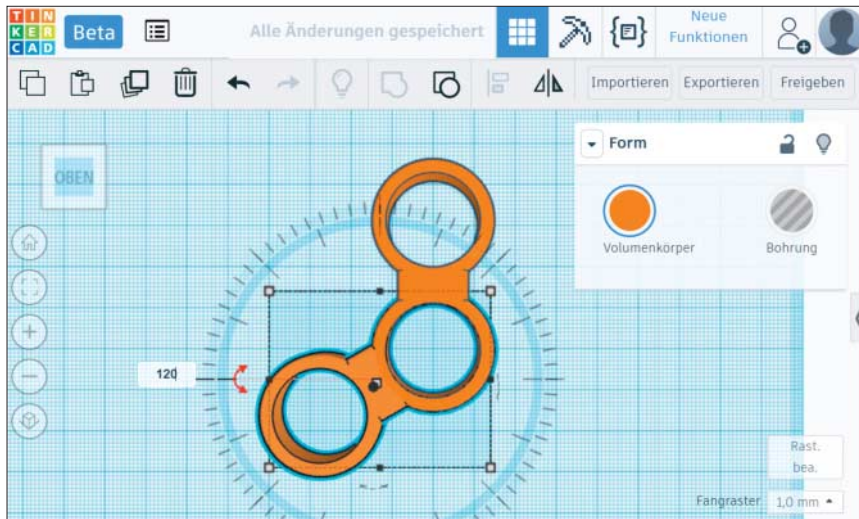 TIN
KER
CAD
Beta
Alle Änderungen gespeichert
Neue
Funktionen
Importieren
Exportieren
Freigeben
OBEN
Form
Volumenkörper
Bohrung
120
Rast.
bea.
Fangraster 1,0 mm